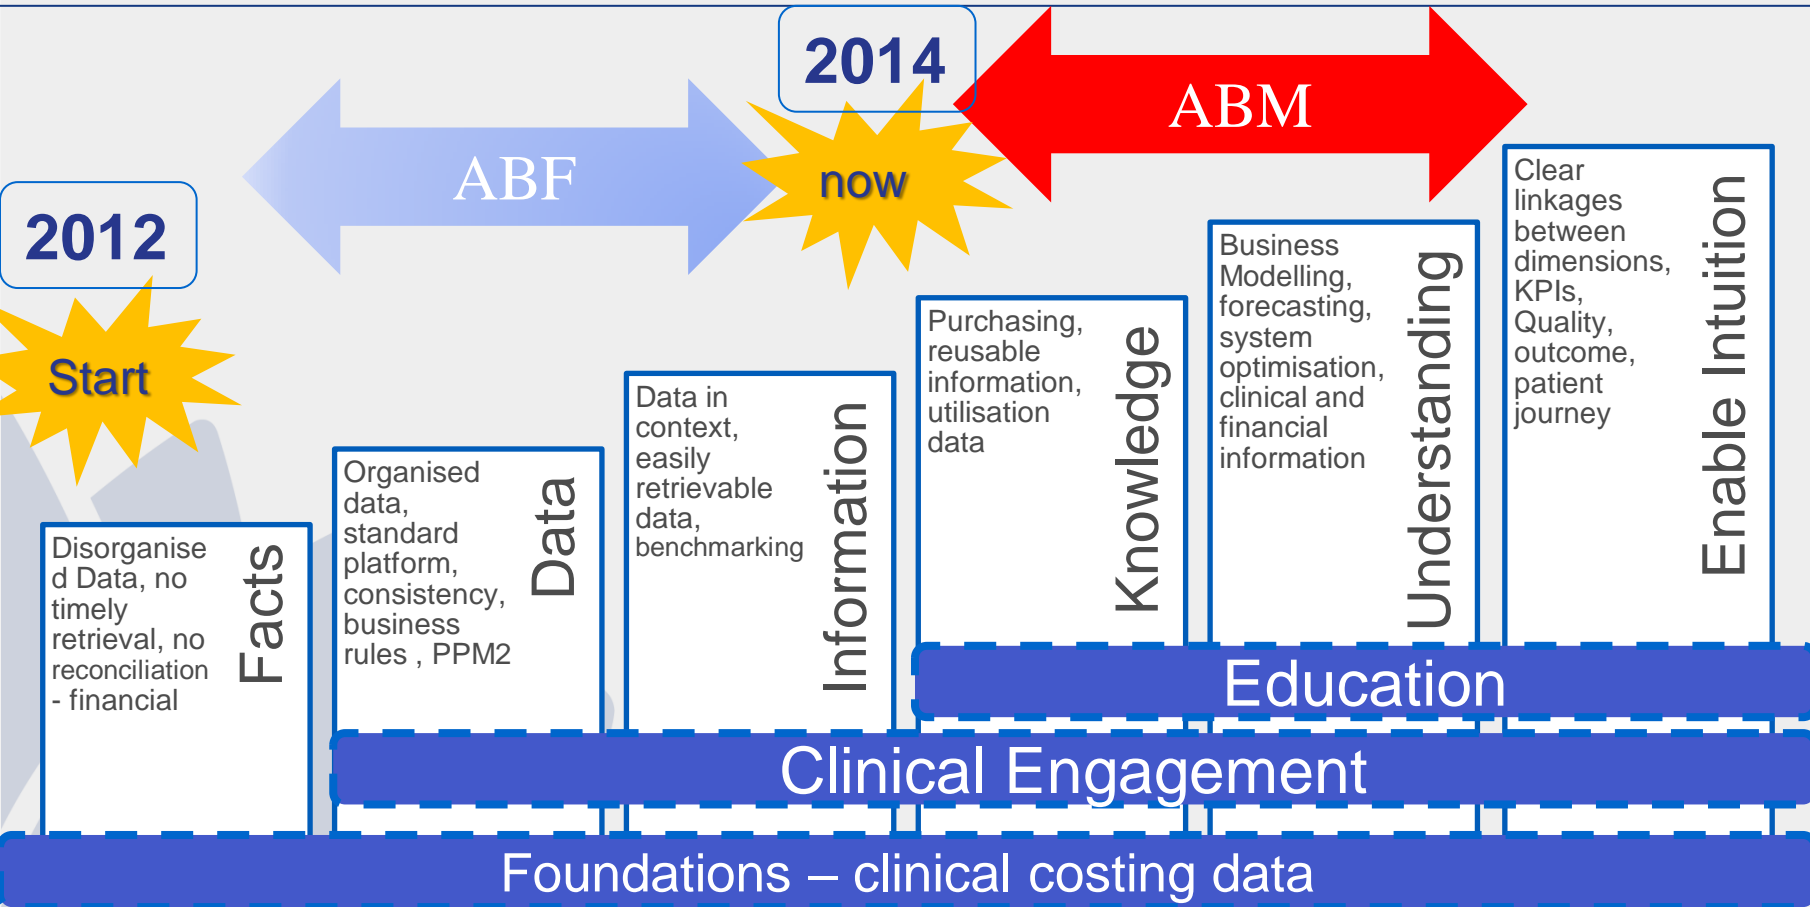 2014
ABM
ABF
now
2012
Start
Disorganise
d Data, no
timely
retrieval, no
reconciliation
- financial
Facts
Organised
data,
standard
platform,
consistency,
business
rules , PPM2
Data
Data in
context,
easily
retrievable
data,
benchmarking
Information
Purchasing,
reusable
information,
utilisation
data
Knowledge
Business
Modelling,
forecasting,
system
optimisation,
clinical and
financial
information
Understanding
Clear
linkages
between
dimensions,
KPIs,
Quality,
outcome,
patient
journey
Enable Intuition
Education
Clinical Engagement
Foundations – clinical costing data